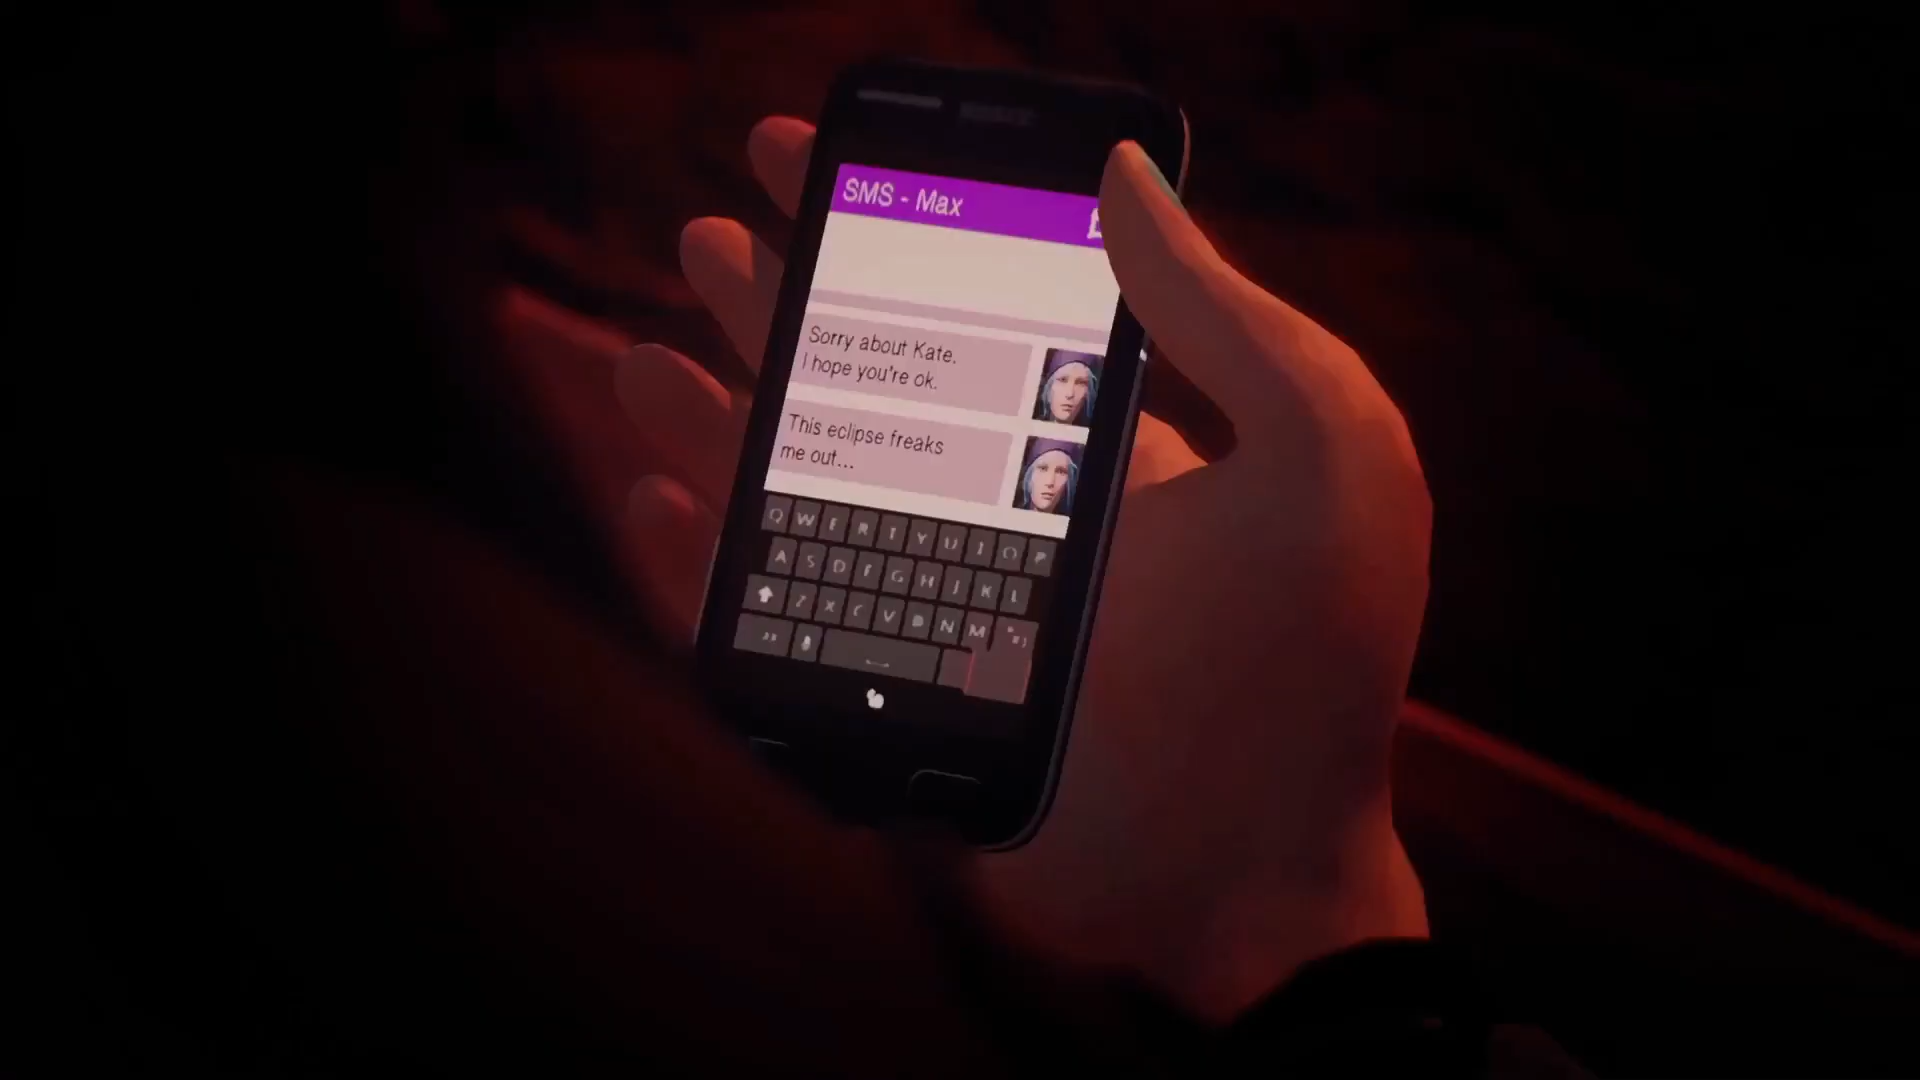 SMS - Max
Sorry about Kate.
I hope you're ok.
This eclipse freaks
me out...
Q W E R T Y U I O P
A S D F G H J K L
Z X C V B N M